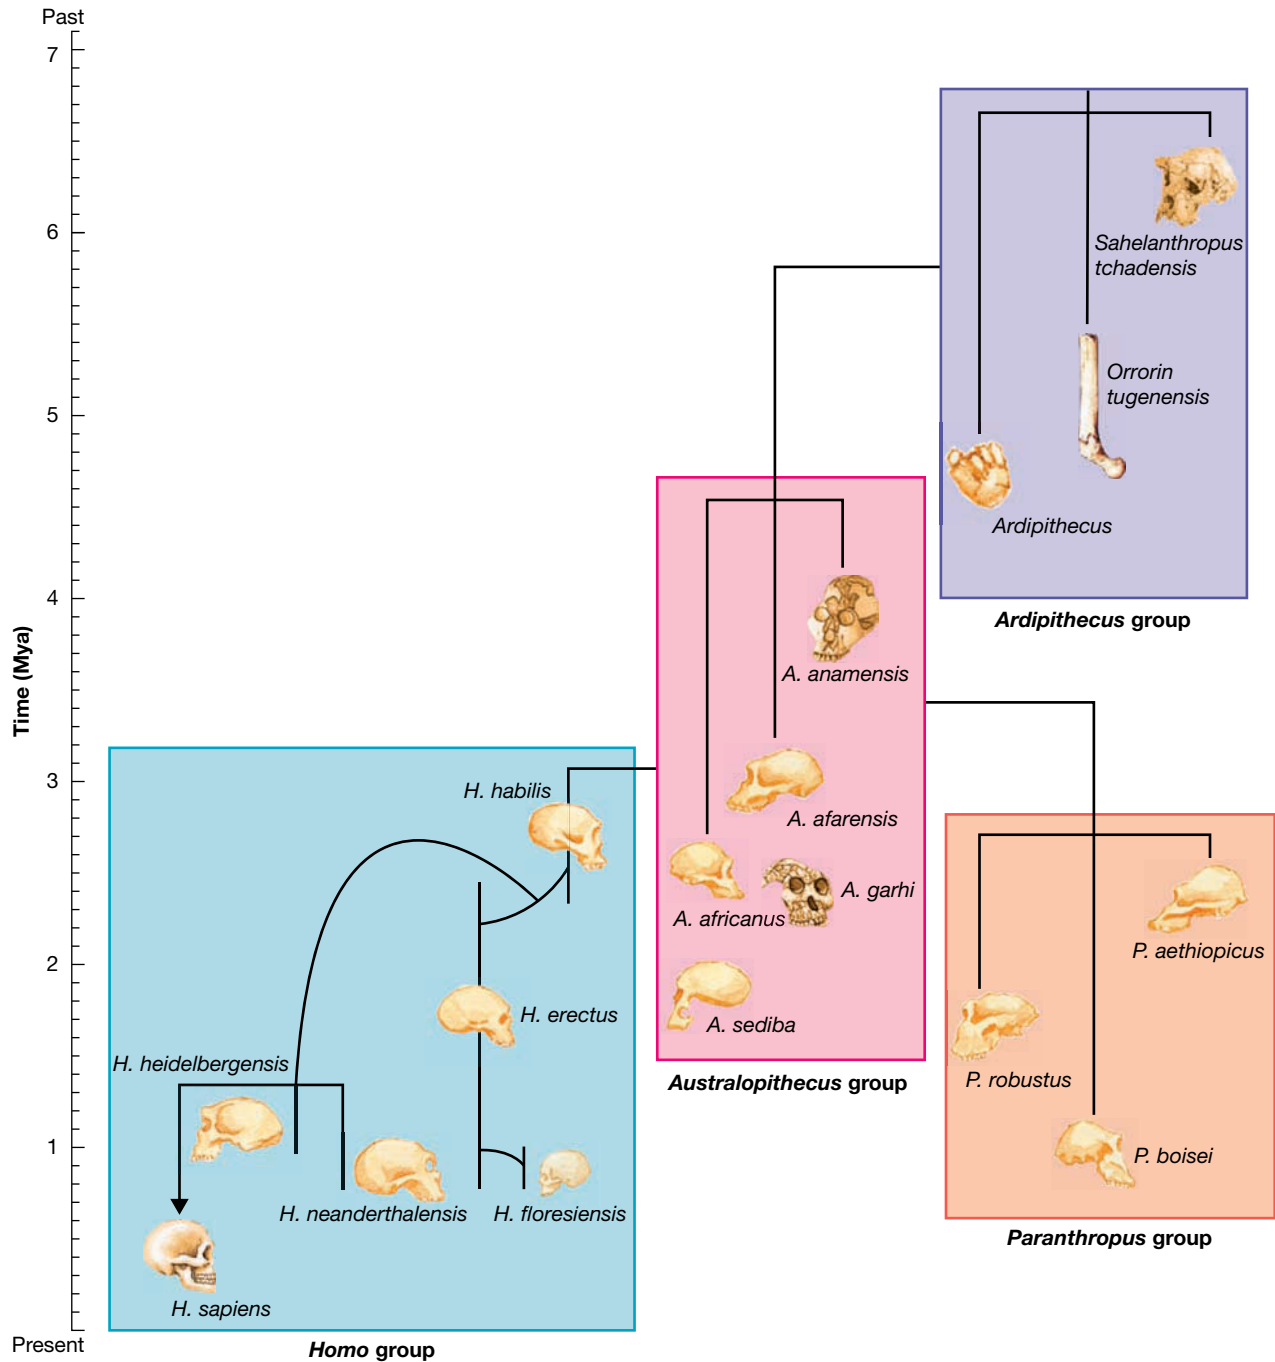 Past
7
6
5
4
3
2
1
Present
Time (Mya)
Sahelanthropus
tchadensis
Orrorin
tugenensis
Ardipithecus
Ardipithecus group
A. anamensis
A. afarensis
A. garhi
A. africanus
A. sediba
Australopithecus group
P. aethiopicus
P. robustus
P. boisei
Paranthropus group
H. habilis
H. erectus
H. heidelbergensis
H. neanderthalensis
H. floresiensis
H. sapiens
Homo group